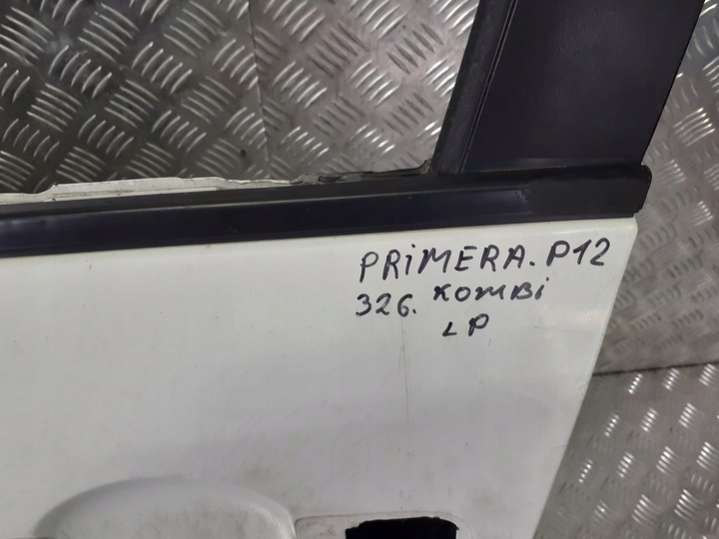 PRiMERA. P12
326. KOMBi
LP